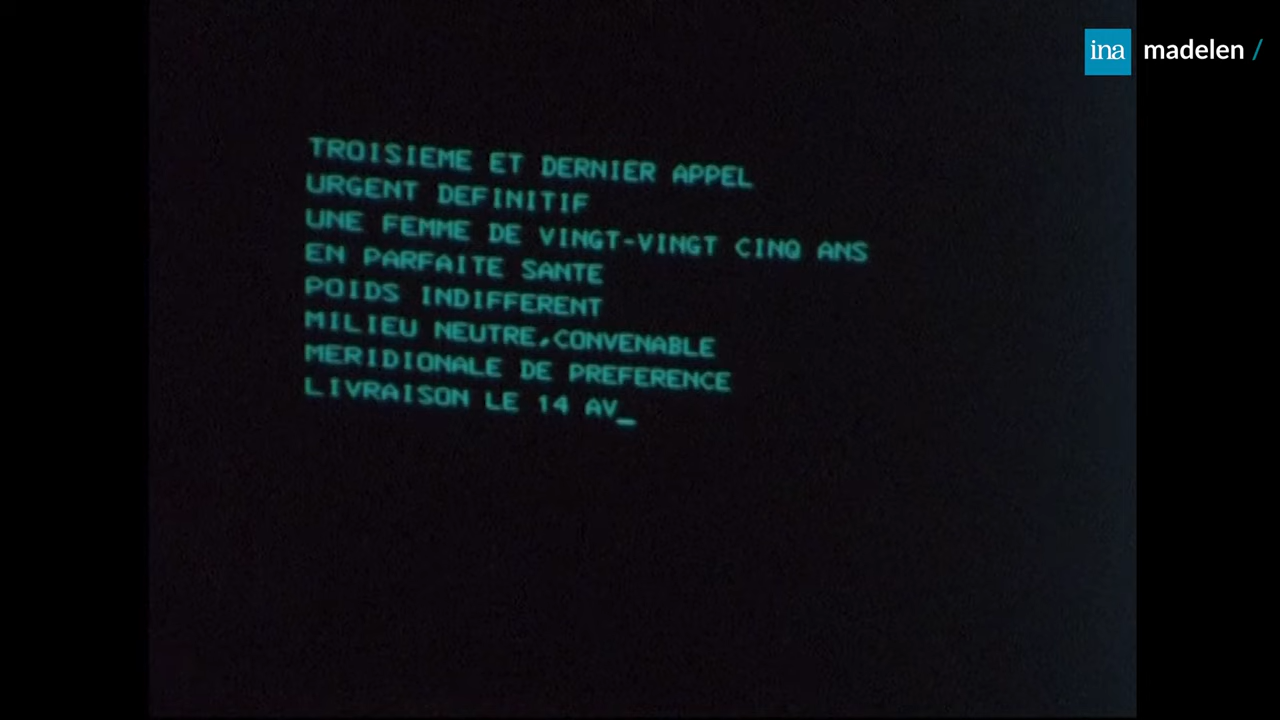 ina madelen /
TROISIEME ET DERNIER APPEL
URGENT DEFINITIF
UNE FEMME DE VINGT-VINGT CINQ ANS
EN PARFAITE SANTE
POIDS INDIFFERENT
MILIEU NEUTRE,CONVENABLE
MERIDIONALE DE PREFERENCE
LIVRAISON LE 14 AV_